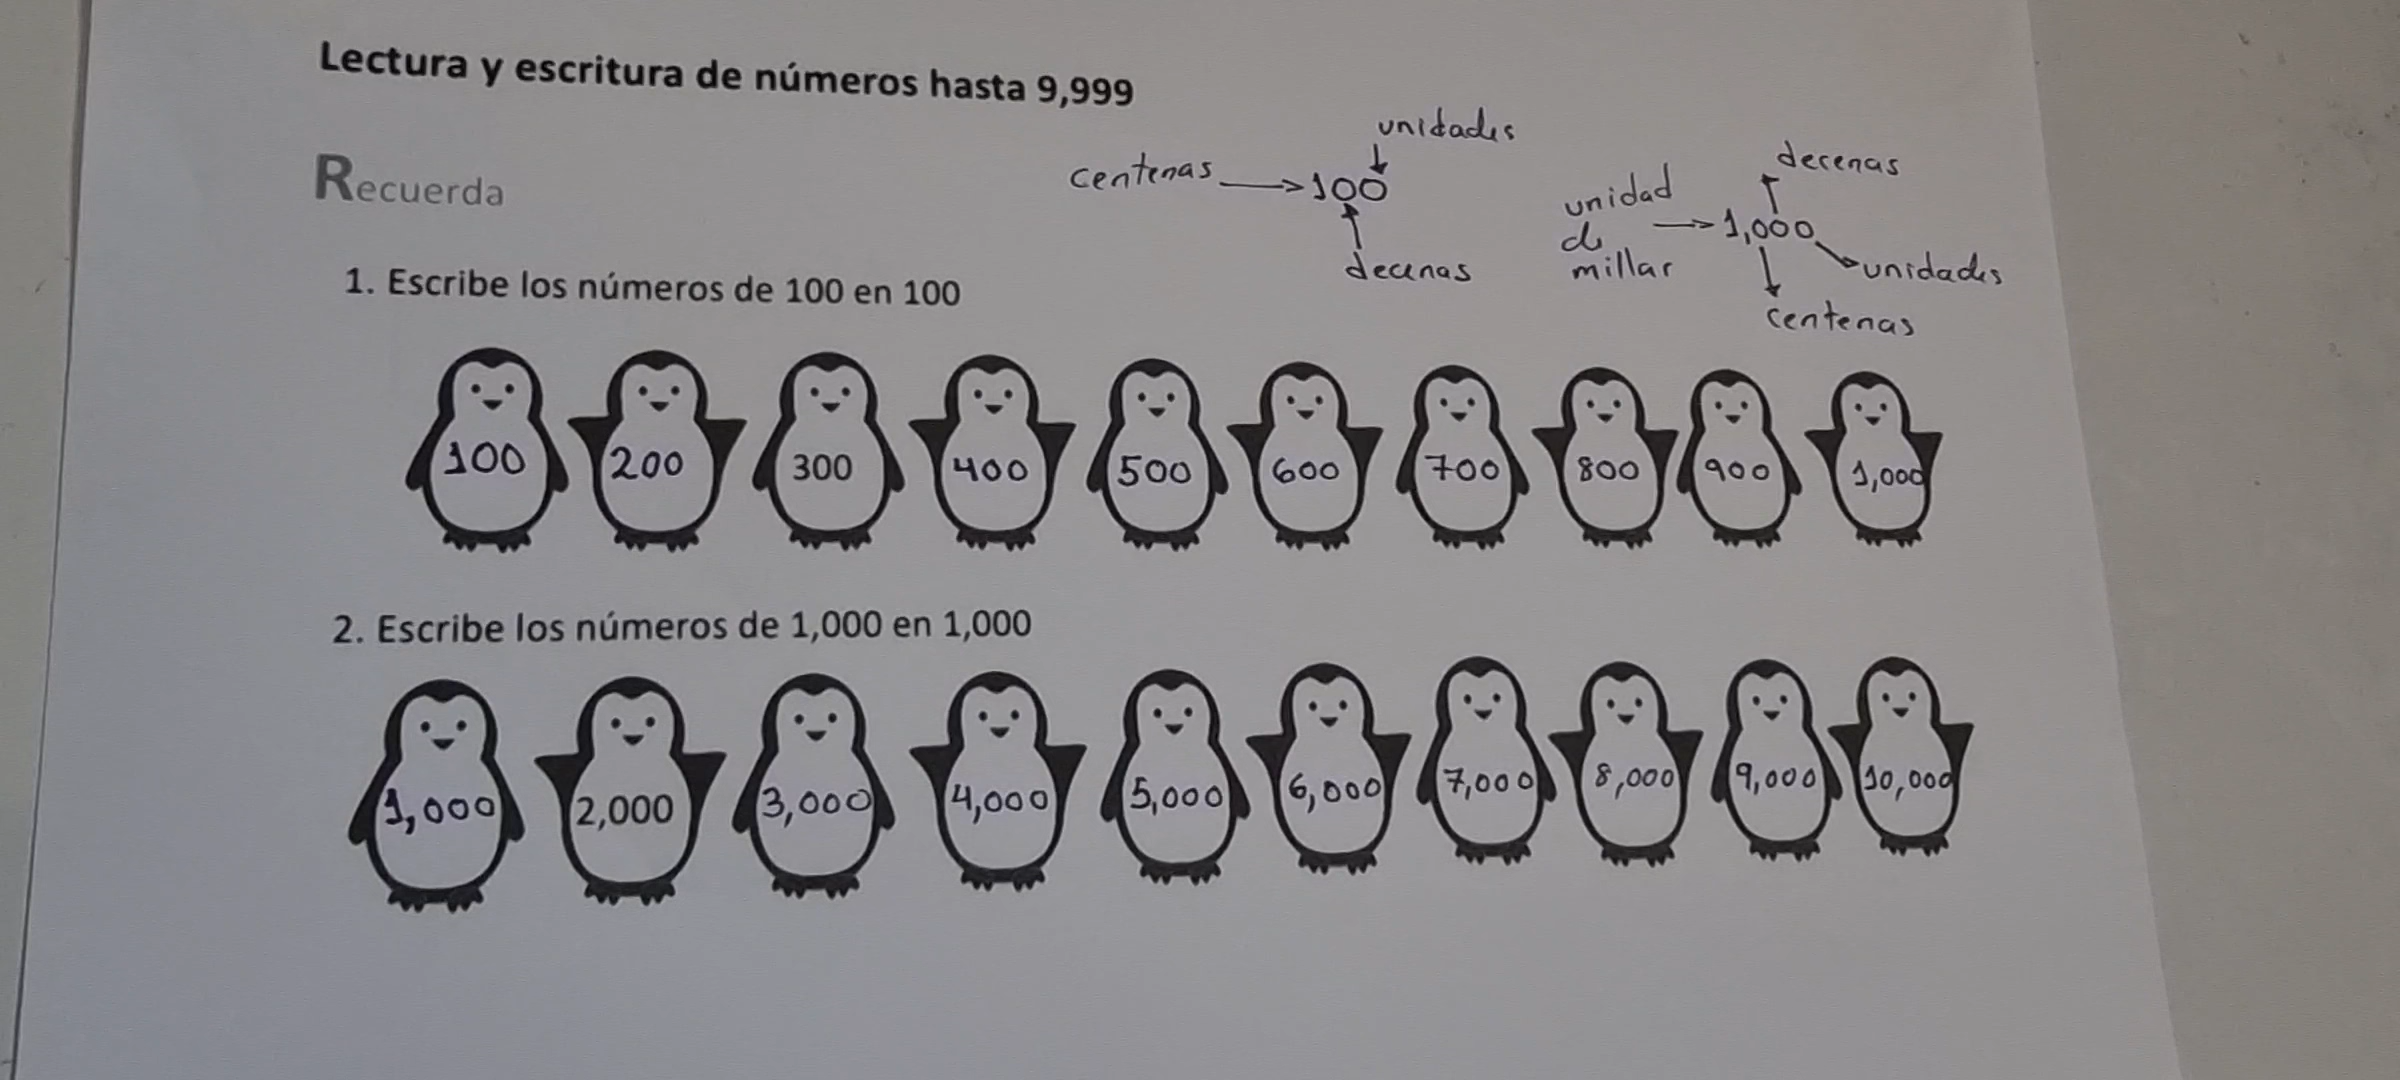 Lectura y escritura de números hasta 9,999
unidades
centenas → 100
decenas
decenas
unidad
de
millar → 1,000
unidades
centenas
Recuerda
1. Escribe los números de 100 en 100
100 200 300 400 500 600 700 800 900 1,000
2. Escribe los números de 1,000 en 1,000
1,000 2,000 3,000 4,000 5,000 6,000 7,000 8,000 9,000 10,000